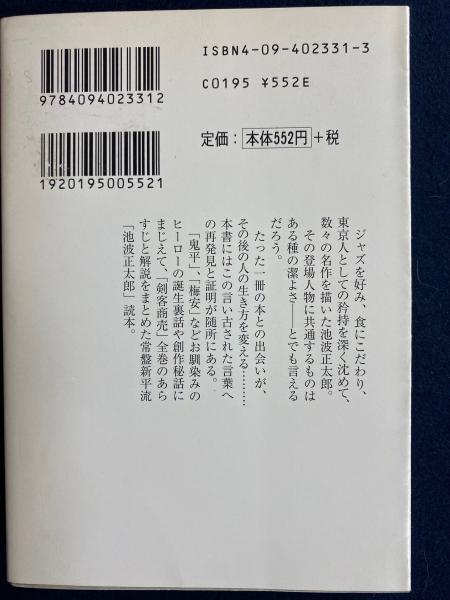 ISBN4-09-402331-3
C0195 ¥552E
定価：本体552円+税
9784094023312
1920195005521
ジャズを好み、食にこだわり、
東京人としての矜持を深く沈めて、
数々の名作を描いた池波正太郎。
その登場人物に共通するものは
ある種の潔よさ――とでも言える
だろう。
たった一冊の本との出会いが、
その後の人の生き方を変える…………
本書にはこの言い古された言葉へ
の再発見と証明が随所にある。
「鬼平」、「梅安」などお馴染みの
ヒーローの誕生裏話や創作秘話に
まじえて、「剣客商売」全巻のあら
すじと解説をまとめた常盤新平流
「池波正太郎」読本。